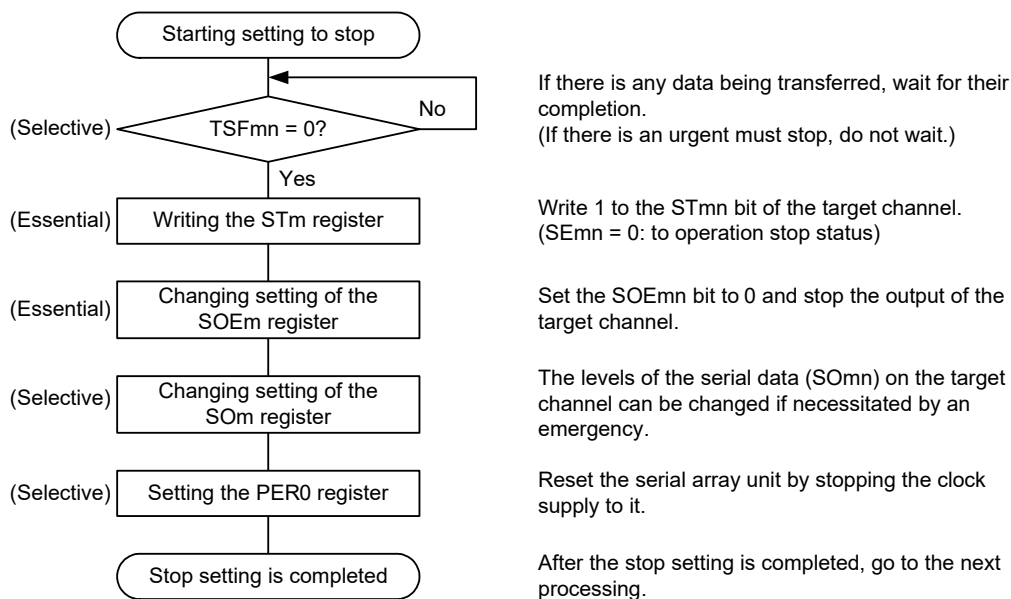 Starting setting to stop
If there is any data being transferred, wait for their
completion.
(If there is an urgent must stop, do not wait.)
No
(Selective)
TSFmn = 0?
Yes
(Essential)
Writing the STm register
Write 1 to the STmn bit of the target channel.
(SEmn = 0: to operation stop status)
(Essential)
Changing setting of the
SOEm register
Set the SOEmn bit to 0 and stop the output of the
target channel.
(Selective)
Changing setting of the
SOm register
The levels of the serial data (SOmn) on the target
channel can be changed if necessitated by an
emergency.
(Selective)
Setting the PER0 register
Reset the serial array unit by stopping the clock
supply to it.
Stop setting is completed
After the stop setting is completed, go to the next
processing.